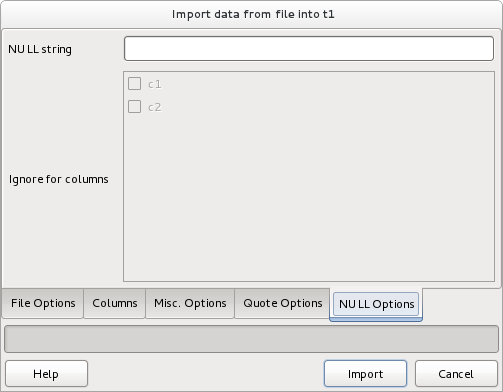 Import data from file into t1
NULL string
c1
c2
Ignore for columns
File Options
Columns
Misc. Options
Quote Options
NULL Options
Help
Import
Cancel